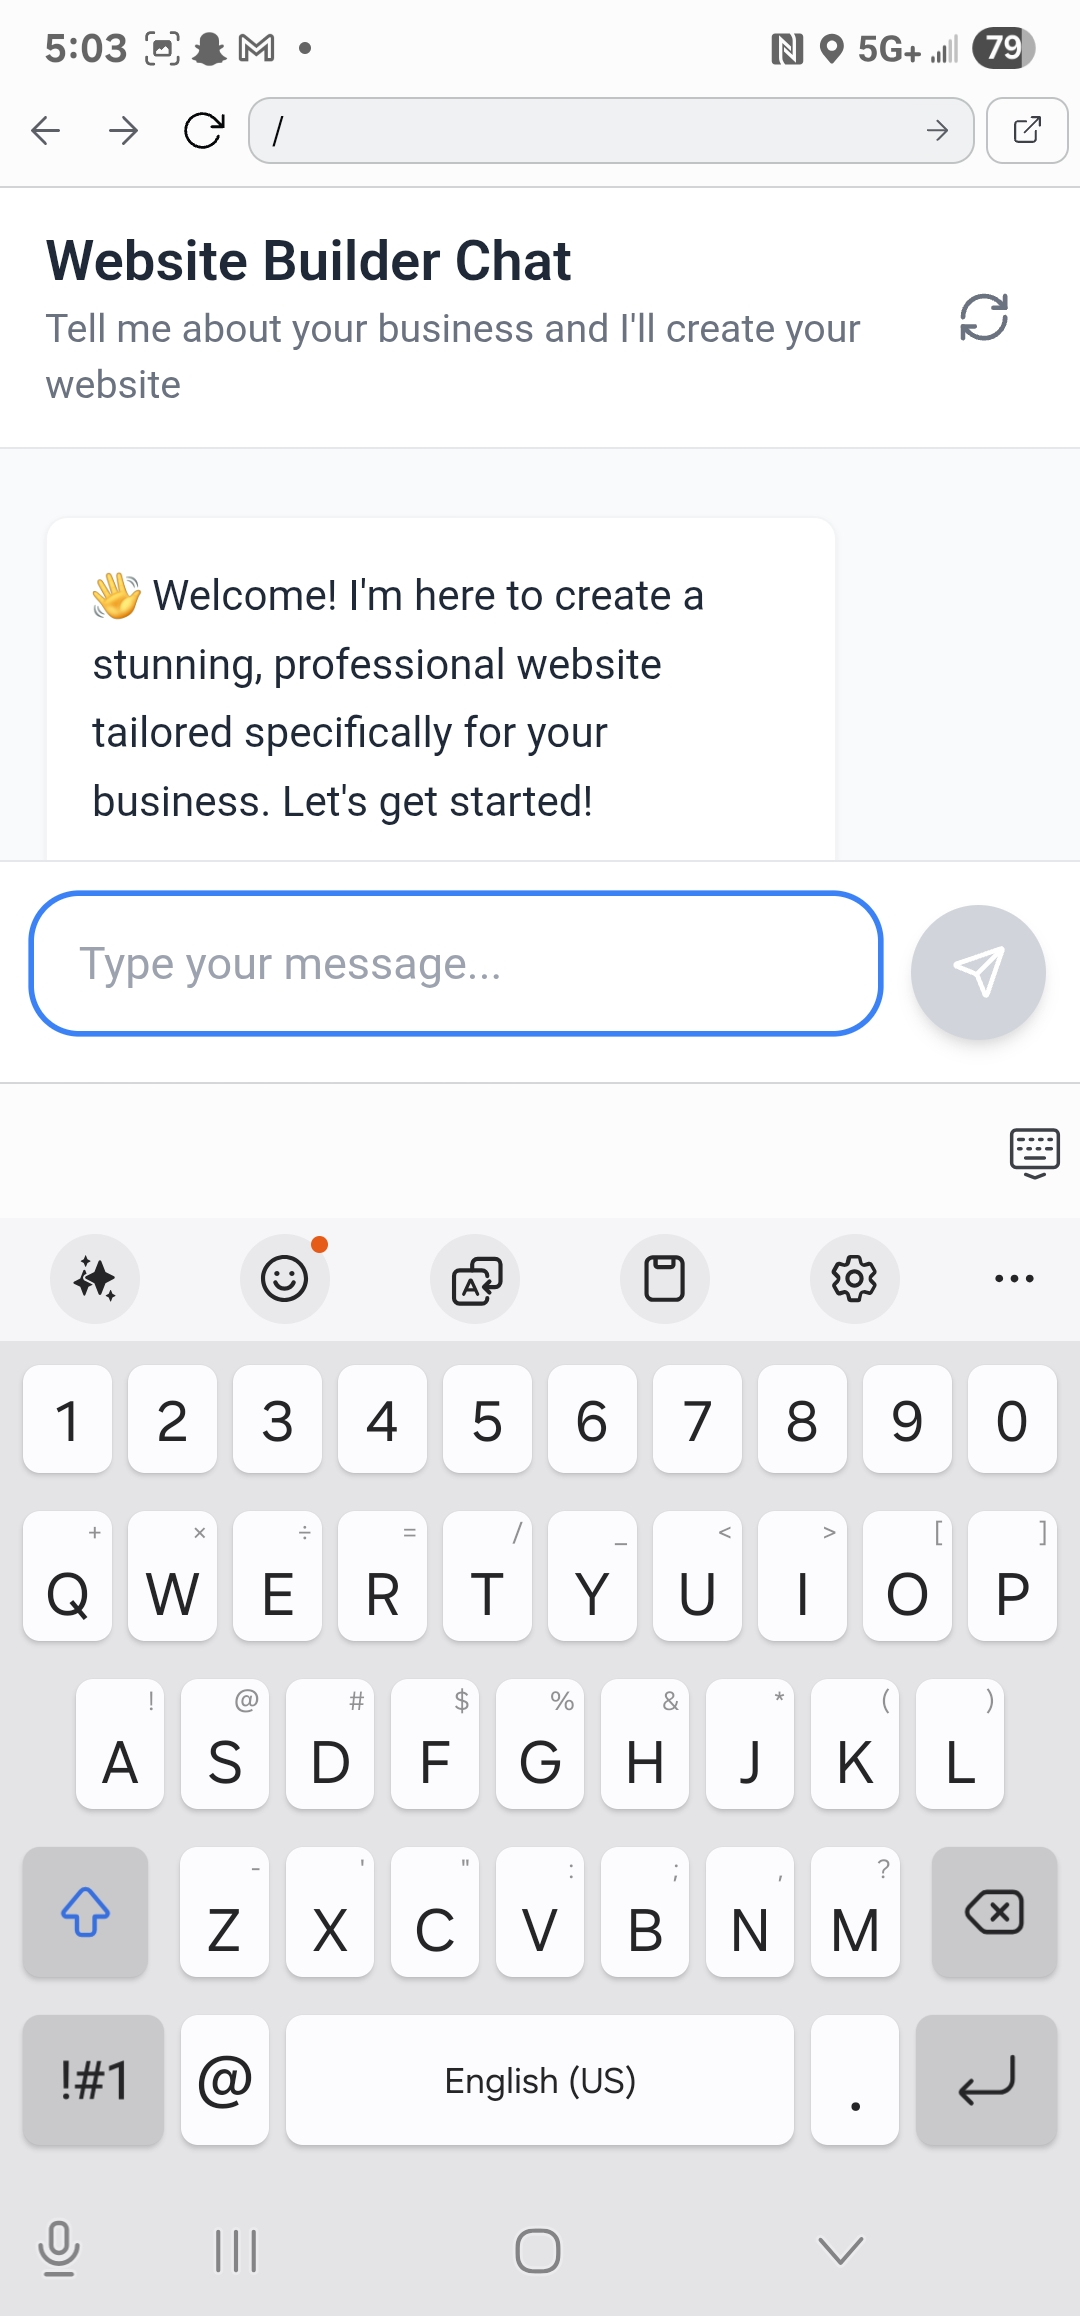 5:03 5G+ 79
/
Website Builder Chat
Tell me about your business and I'll create your
website
👋 Welcome! I'm here to create a
stunning, professional website
tailored specifically for your
business. Let's get started!
Type your message...
1 2 3 4 5 6 7 8 9 0
+ × ÷ = / _ < > [ ]
Q W E R T Y U I O P
! @ # $ % & * ( )
A S D F G H J K L
- ' " : ; , ?
Z X C V B N M
!#1 @ English (US) .